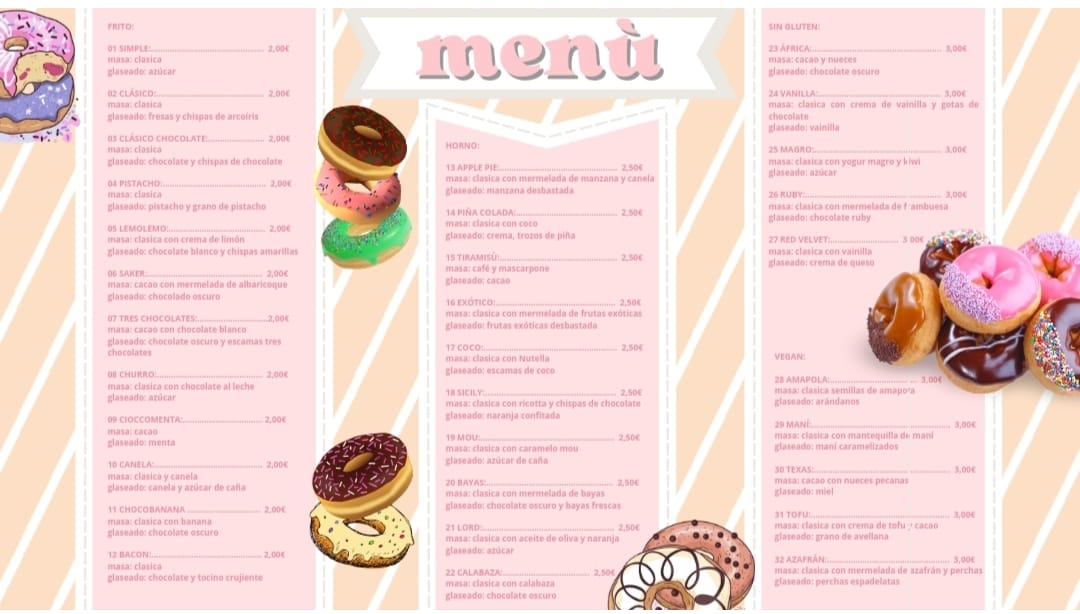 menù
FRITO:
01 SIMPLE:................................ 2,00€
masa: clasica
glaseado: azúcar
02 CLÁSICO:................................ 2,00€
masa: clasica
glaseado: fresas y chispas de arcoíris
03 CLÁSICO CHOCOLATE:................ 2,00€
masa: clasica
glaseado: chocolate y chispas de chocolate
04 PISTACHO:................................ 2,00€
masa: clasica
glaseado: pistacho y grano de pistacho
05 LEMOLEMO:................................ 2,00€
masa: clasica con crema de limón
glaseado: chocolate blanco y chispas amarillas
06 SAKER:................................ 2,00€
masa: cacao con mermelada de albaricoque
glaseado: chocolado oscuro
07 TRES CHOCOLATES:....................2,00€
masa: cacao con chocolate blanco
glaseado: chocolate oscuro y escamas tres
chocolates
08 CHURRO:................................ 2,00€
masa: clasica con chocolate al leche
glaseado: azúcar
09 CIOCCOMENTA:........................ 2,00€
masa: cacao
glaseado: menta
10 CANELA:................................ 2,00€
masa: clasica y canela
glaseado: canela y azúcar de caña
11 CHOCOBANANA ...................... 2,00€
masa: clasica con banana
glaseado: chocolate oscuro
12 BACON:................................ 2,00€
masa: clasica
glaseado: chocolate y tocino crujiente
HORNO:
13 APPLE PIE:................................ 2,50€
masa: clasica con mermelada de manzana y canela
glaseado: manzana desbastada
14 PIÑA COLADA:............................ 2,50€
masa: clasica con coco
glaseado: crema, trozos de piña
15 TIRAMISÙ:................................ 2,50€
masa: café y mascarpone
glaseado: cacao
16 EXÓTICO:................................ 2,50€
masa: clasica con mermelada de frutas exóticas
glaseado: frutas exóticas desbastada
17 COCO:................................ 2,50€
masa: clasica con Nutella
glaseado: escamas de coco
18 SICILY:................................ 2,50€
masa: clasica con ricotta y chispas de chocolate
glaseado: naranja confitada
19 MOU:................................ 2,50€
masa: clasica con caramelo mou
glaseado: azúcar de caña
20 BAYAS:................................ 2,50€
masa: clasica con mermelada de bayas
glaseado: chocolate oscuro y bayas frescas
21 LORD:................................ 2,50€
masa: clasica con aceite de oliva y naranja
glaseado: azúcar
22 CALABAZA:................................ 2,50€
masa: clasica con calabaza
glaseado: chocolate oscuro
SIN GLUTEN:
23 ÁFRICA:................................ 3,00€
masa: cacao y nueces
glaseado: chocolate oscuro
24 VANILLA:................................ 3,00€
masa: clasica con crema de vainilla y gotas de
chocolate
glaseado: vainilla
25 MAGRO:................................ 3,00€
masa: clasica con yogur magro y kiwi
glaseado: azúcar
26 RUBY:................................ 3,00€
masa: clasica con mermelada de frambuesa
glaseado: chocolate ruby
27 RED VELVET:............................ 3 00€
masa: clasica con vainilla
glaseado: crema de queso
VEGAN:
28 AMAPOLA:................................ 3,00€
masa: clasica semillas de amapola
glaseado: arándanos
29 MANÍ:................................ 3,00€
masa: clasica con mantequilla de maní
glaseado: maní caramelizados
30 TEXAS:................................ 3,00€
masa: cacao con nueces pecanas
glaseado: miel
31 TOFU:................................ 3,00€
masa: clasica con crema de tofu y cacao
glaseado: grano de avellana
32 AZAFRÁN:................................ 3,00€
masa: clasica con mermelada de azafrán y perchas
glaseado: perchas espadelatas